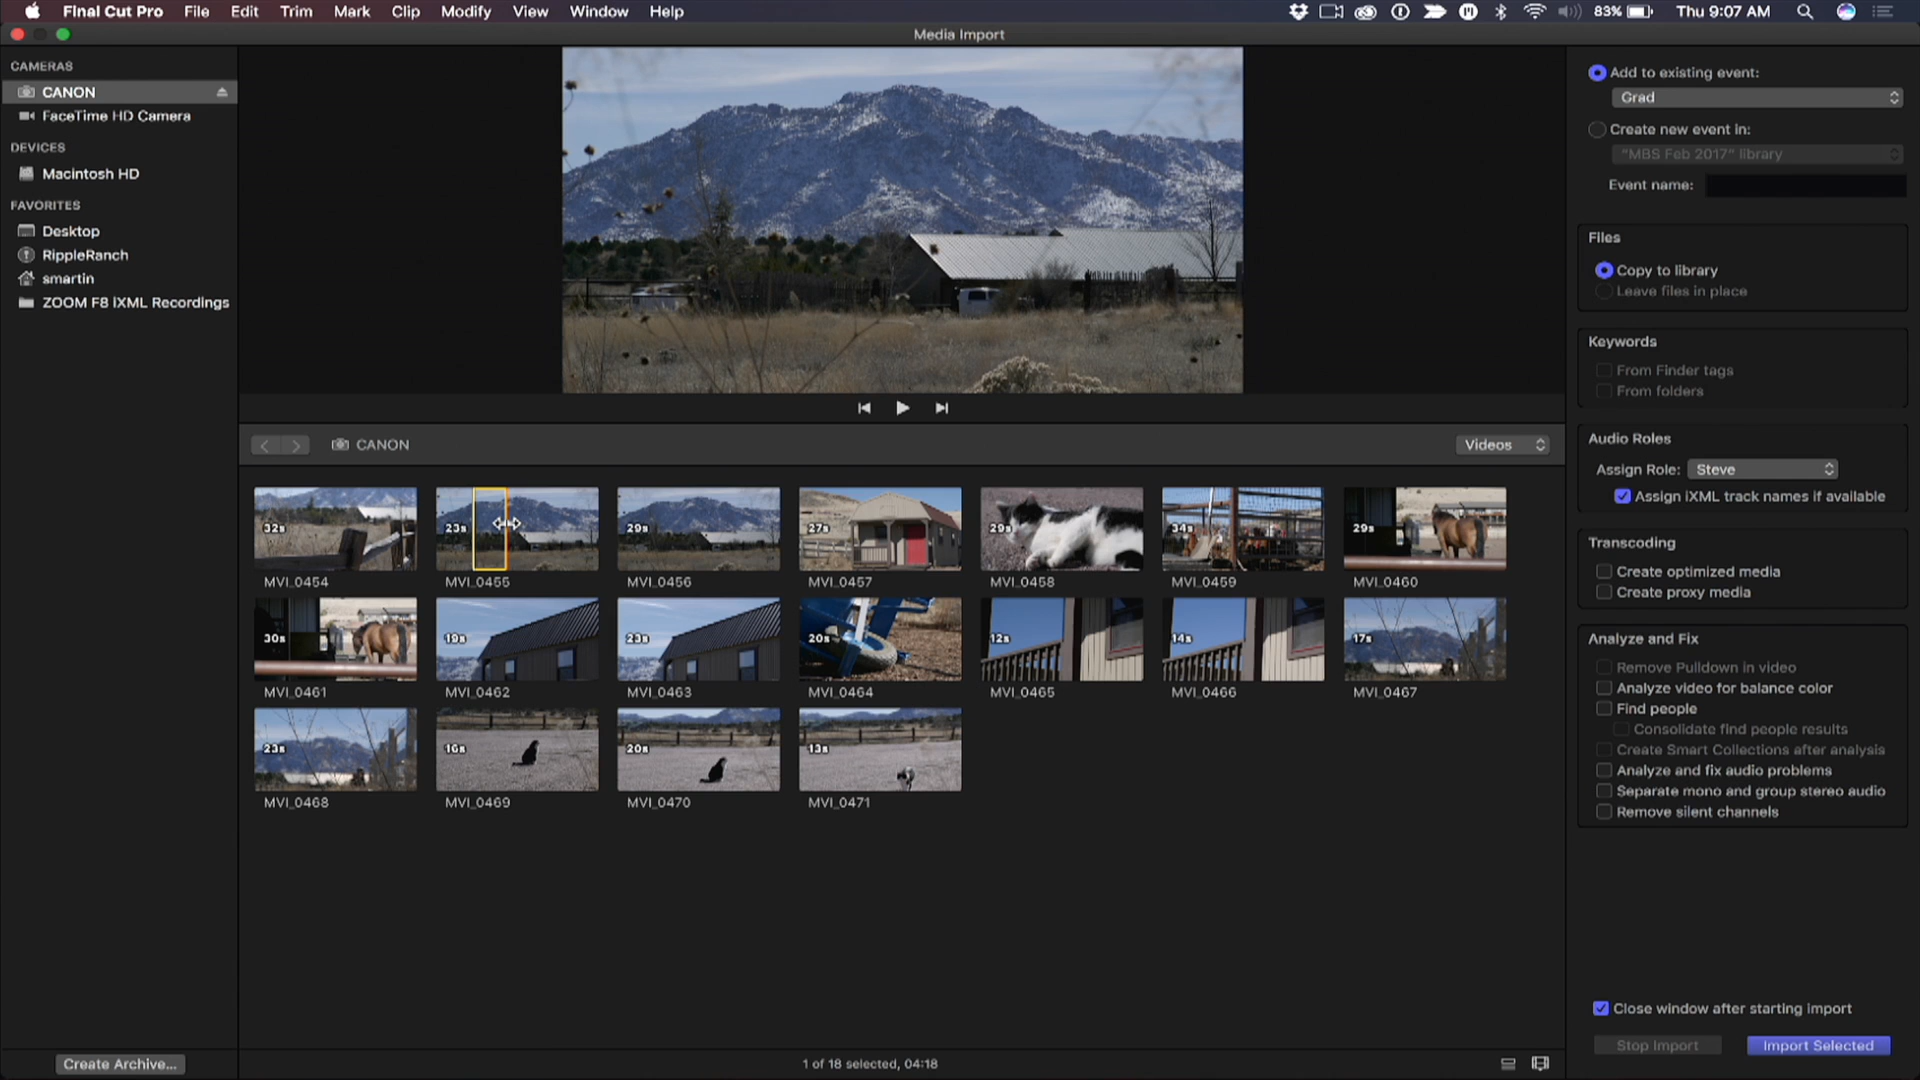 Final Cut Pro File Edit Trim Mark Clip Modify View Window Help 83% Thu 9:07 AM
Media Import
CAMERAS
CANON
FaceTime HD Camera
DEVICES
Macintosh HD
FAVORITES
Desktop
RippleRanch
smartin
ZOOM F8 iXML Recordings
Create Archive...
CANON
Videos
32s 23s 29s 27s 29s 34s 29s
MVI_0454 MVI_0455 MVI_0456 MVI_0457 MVI_0458 MVI_0459 MVI_0460
30s 19s 23s 20s 12s 14s 17s
MVI_0461 MVI_0462 MVI_0463 MVI_0464 MVI_0465 MVI_0466 MVI_0467
23s 16s 20s 13s
MVI_0468 MVI_0469 MVI_0470 MVI_0471
1 of 18 selected, 04:18
Add to existing event:
Grad
Create new event in:
"MBS Feb 2017" library
Event name:
Files
Copy to library
Leave files in place
Keywords
From Finder tags
From folders
Audio Roles
Assign Role: Steve
Assign iXML track names if available
Transcoding
Create optimized media
Create proxy media
Analyze and Fix
Remove Pulldown in video
Analyze video for balance color
Find people
Consolidate find people results
Create Smart Collections after analysis
Analyze and fix audio problems
Separate mono and group stereo audio
Remove silent channels
Close window after starting import
Stop Import Import Selected